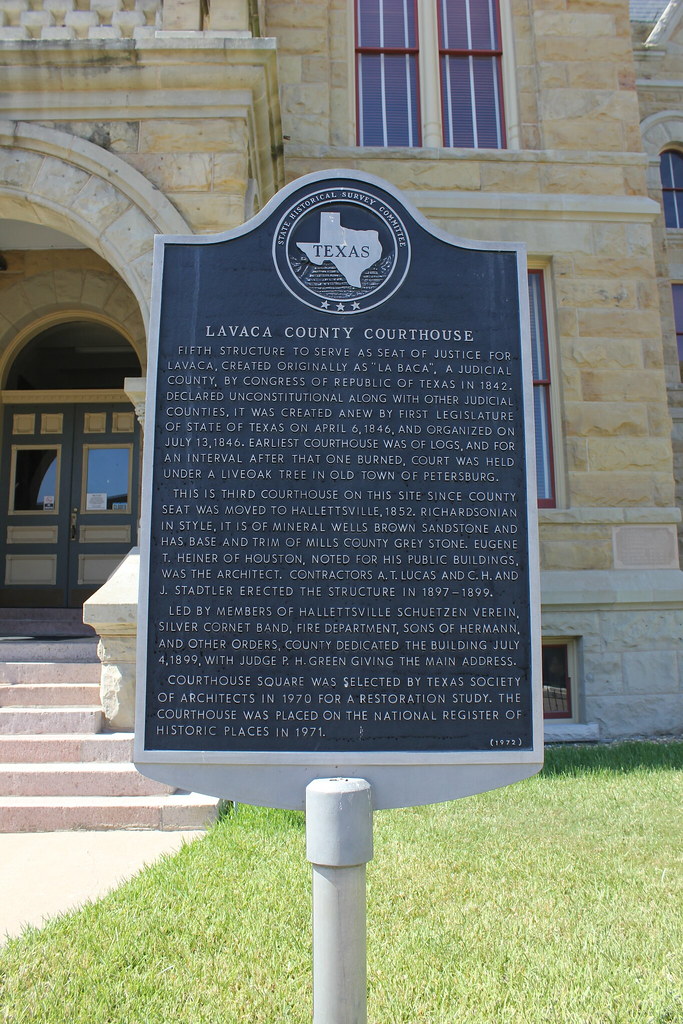 STATE HISTORICAL SURVEY COMMITTEE
TEXAS
LAVACA COUNTY COURTHOUSE
FIFTH STRUCTURE TO SERVE AS SEAT OF JUSTICE FOR
LAVACA, CREATED ORIGINALLY AS "LA BACA", A JUDICIAL
COUNTY, BY CONGRESS OF REPUBLIC OF TEXAS IN 1842.
DECLARED UNCONSTITUTIONAL ALONG WITH OTHER JUDICIAL
COUNTIES, IT WAS CREATED ANEW BY FIRST LEGISLATURE
OF STATE OF TEXAS ON APRIL 6, 1846, AND ORGANIZED ON
JULY 13, 1846. EARLIEST COURTHOUSE WAS OF LOGS, AND FOR
AN INTERVAL AFTER THAT ONE BURNED, COURT WAS HELD
UNDER A LIVEOAK TREE IN OLD TOWN OF PETERSBURG.
THIS IS THIRD COURTHOUSE ON THIS SITE SINCE COUNTY
SEAT WAS MOVED TO HALLETTSVILLE, 1852. RICHARDSONIAN
IN STYLE, IT IS OF MINERAL WELLS BROWN SANDSTONE AND
HAS BASE AND TRIM OF MILLS COUNTY GREY STONE. EUGENE
T. HEINER OF HOUSTON, NOTED FOR HIS PUBLIC BUILDINGS,
WAS THE ARCHITECT. CONTRACTORS A.T. LUCAS AND C.H. AND
J. STADTLER ERECTED THE STRUCTURE IN 1897-1899.
LED BY MEMBERS OF HALLETTSVILLE SCHUETZEN VEREIN,
SILVER CORNET BAND, FIRE DEPARTMENT, SONS OF HERMANN,
AND OTHER ORDERS, COUNTY DEDICATED THE BUILDING JULY
4, 1899, WITH JUDGE P. H. GREEN GIVING THE MAIN ADDRESS.
COURTHOUSE SQUARE WAS SELECTED BY TEXAS SOCIETY
OF ARCHITECTS IN 1970 FOR A RESTORATION STUDY. THE
COURTHOUSE WAS PLACED ON THE NATIONAL REGISTER OF
HISTORIC PLACES IN 1971.
(1972)